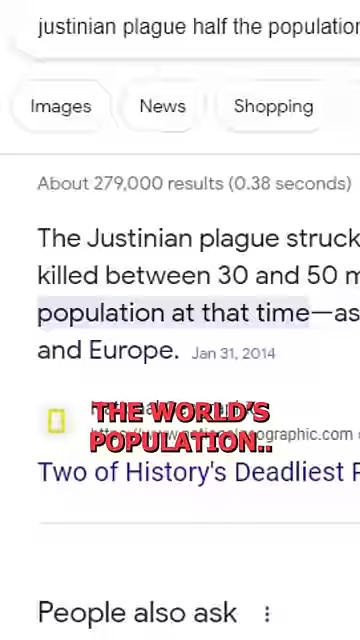 justinian plague half the population
Images News Shopping
About 279,000 results (0.38 seconds)
The Justinian plague struck
killed between 30 and 50 m
population at that time—as
and Europe. Jan 31, 2014
THE WORLD'S
POPULATION..
Two of History's Deadliest P
People also ask